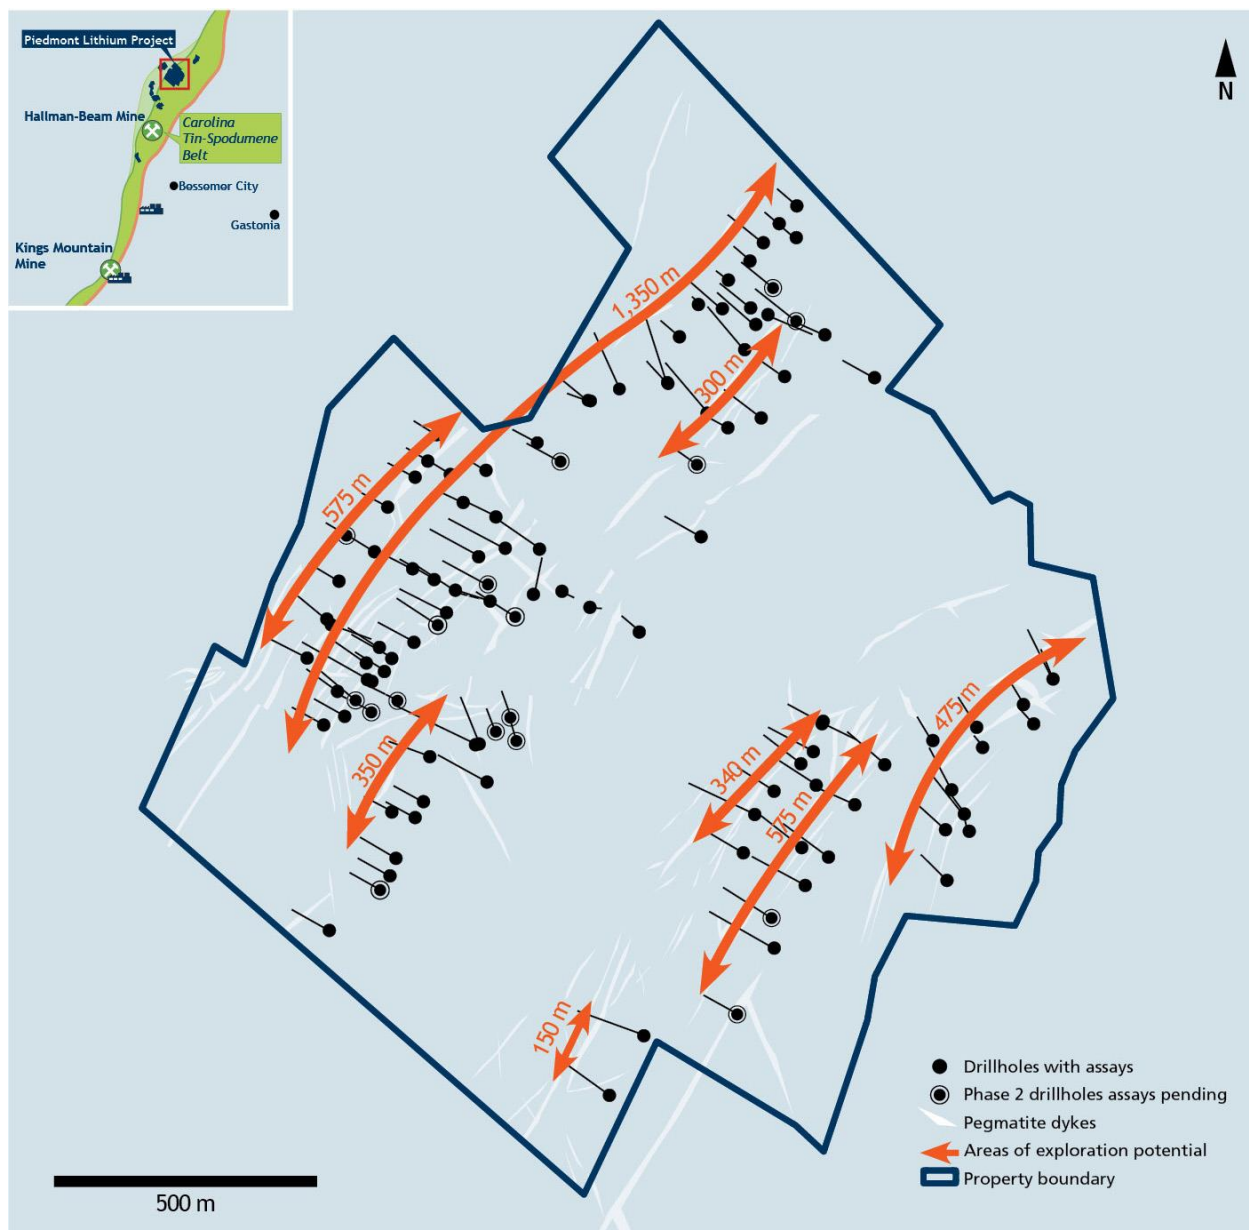 Piedmont Lithium Project
Hallman-Beam Mine
Carolina
Tin-Spodumene
Belt
Bessemer City
Gastonia
Kings Mountain
Mine
N
1,350 m
300 m
575 m
350 m
475 m
340 m
575 m
150 m
Drillholes with assays
Phase 2 drillholes assays pending
Pegmatite dykes
Areas of exploration potential
Property boundary
500 m